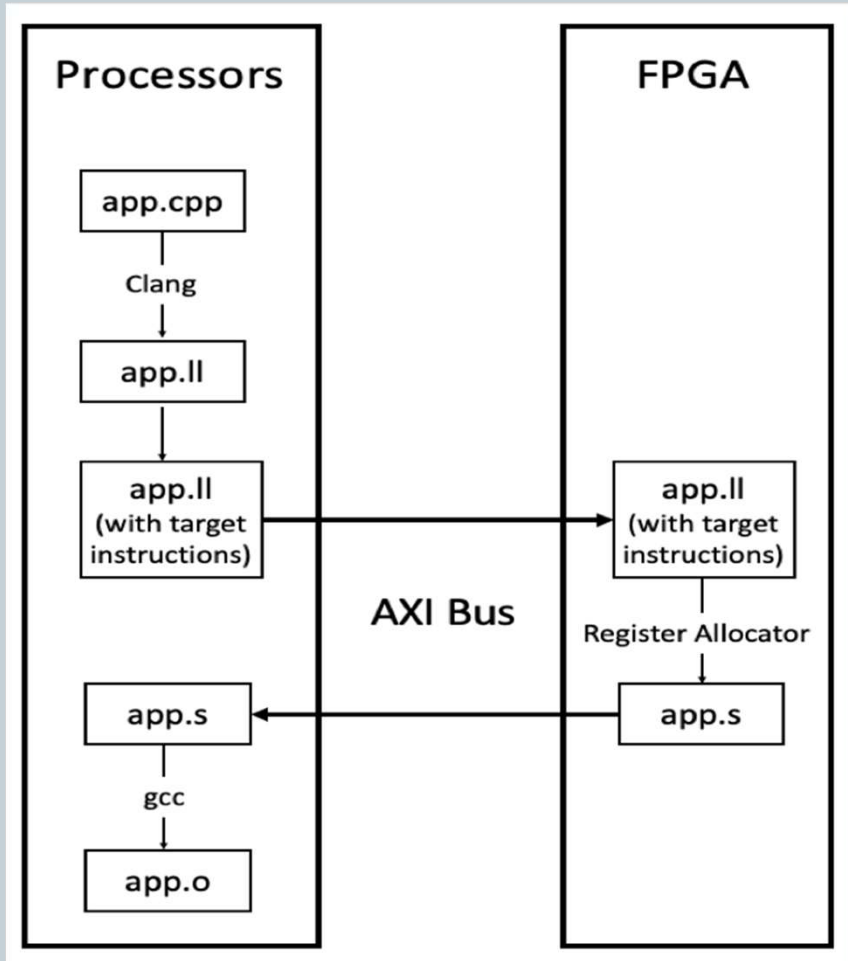 Processors
app.cpp
Clang
app.ll
app.ll
(with target
instructions)
app.s
gcc
app.o
AXI Bus
FPGA
app.ll
(with target
instructions)
Register Allocator
app.s